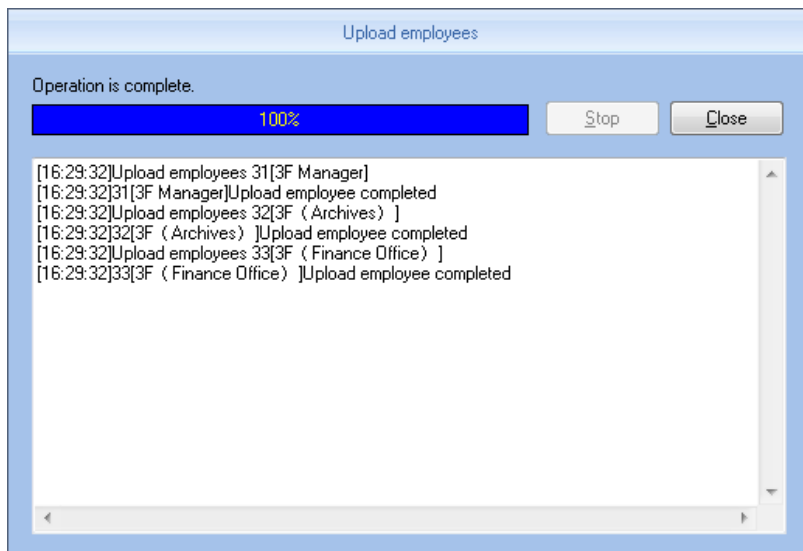 Upload employees
Operation is complete.
100%
Stop
Close
[16:29:32]Upload employees 31[3F Manager]
[16:29:32]31[3F Manager]Upload employee completed
[16:29:32]Upload employees 32[3F（Archives）]
[16:29:32]32[3F（Archives）]Upload employee completed
[16:29:32]Upload employees 33[3F（Finance Office）]
[16:29:32]33[3F（Finance Office）]Upload employee completed